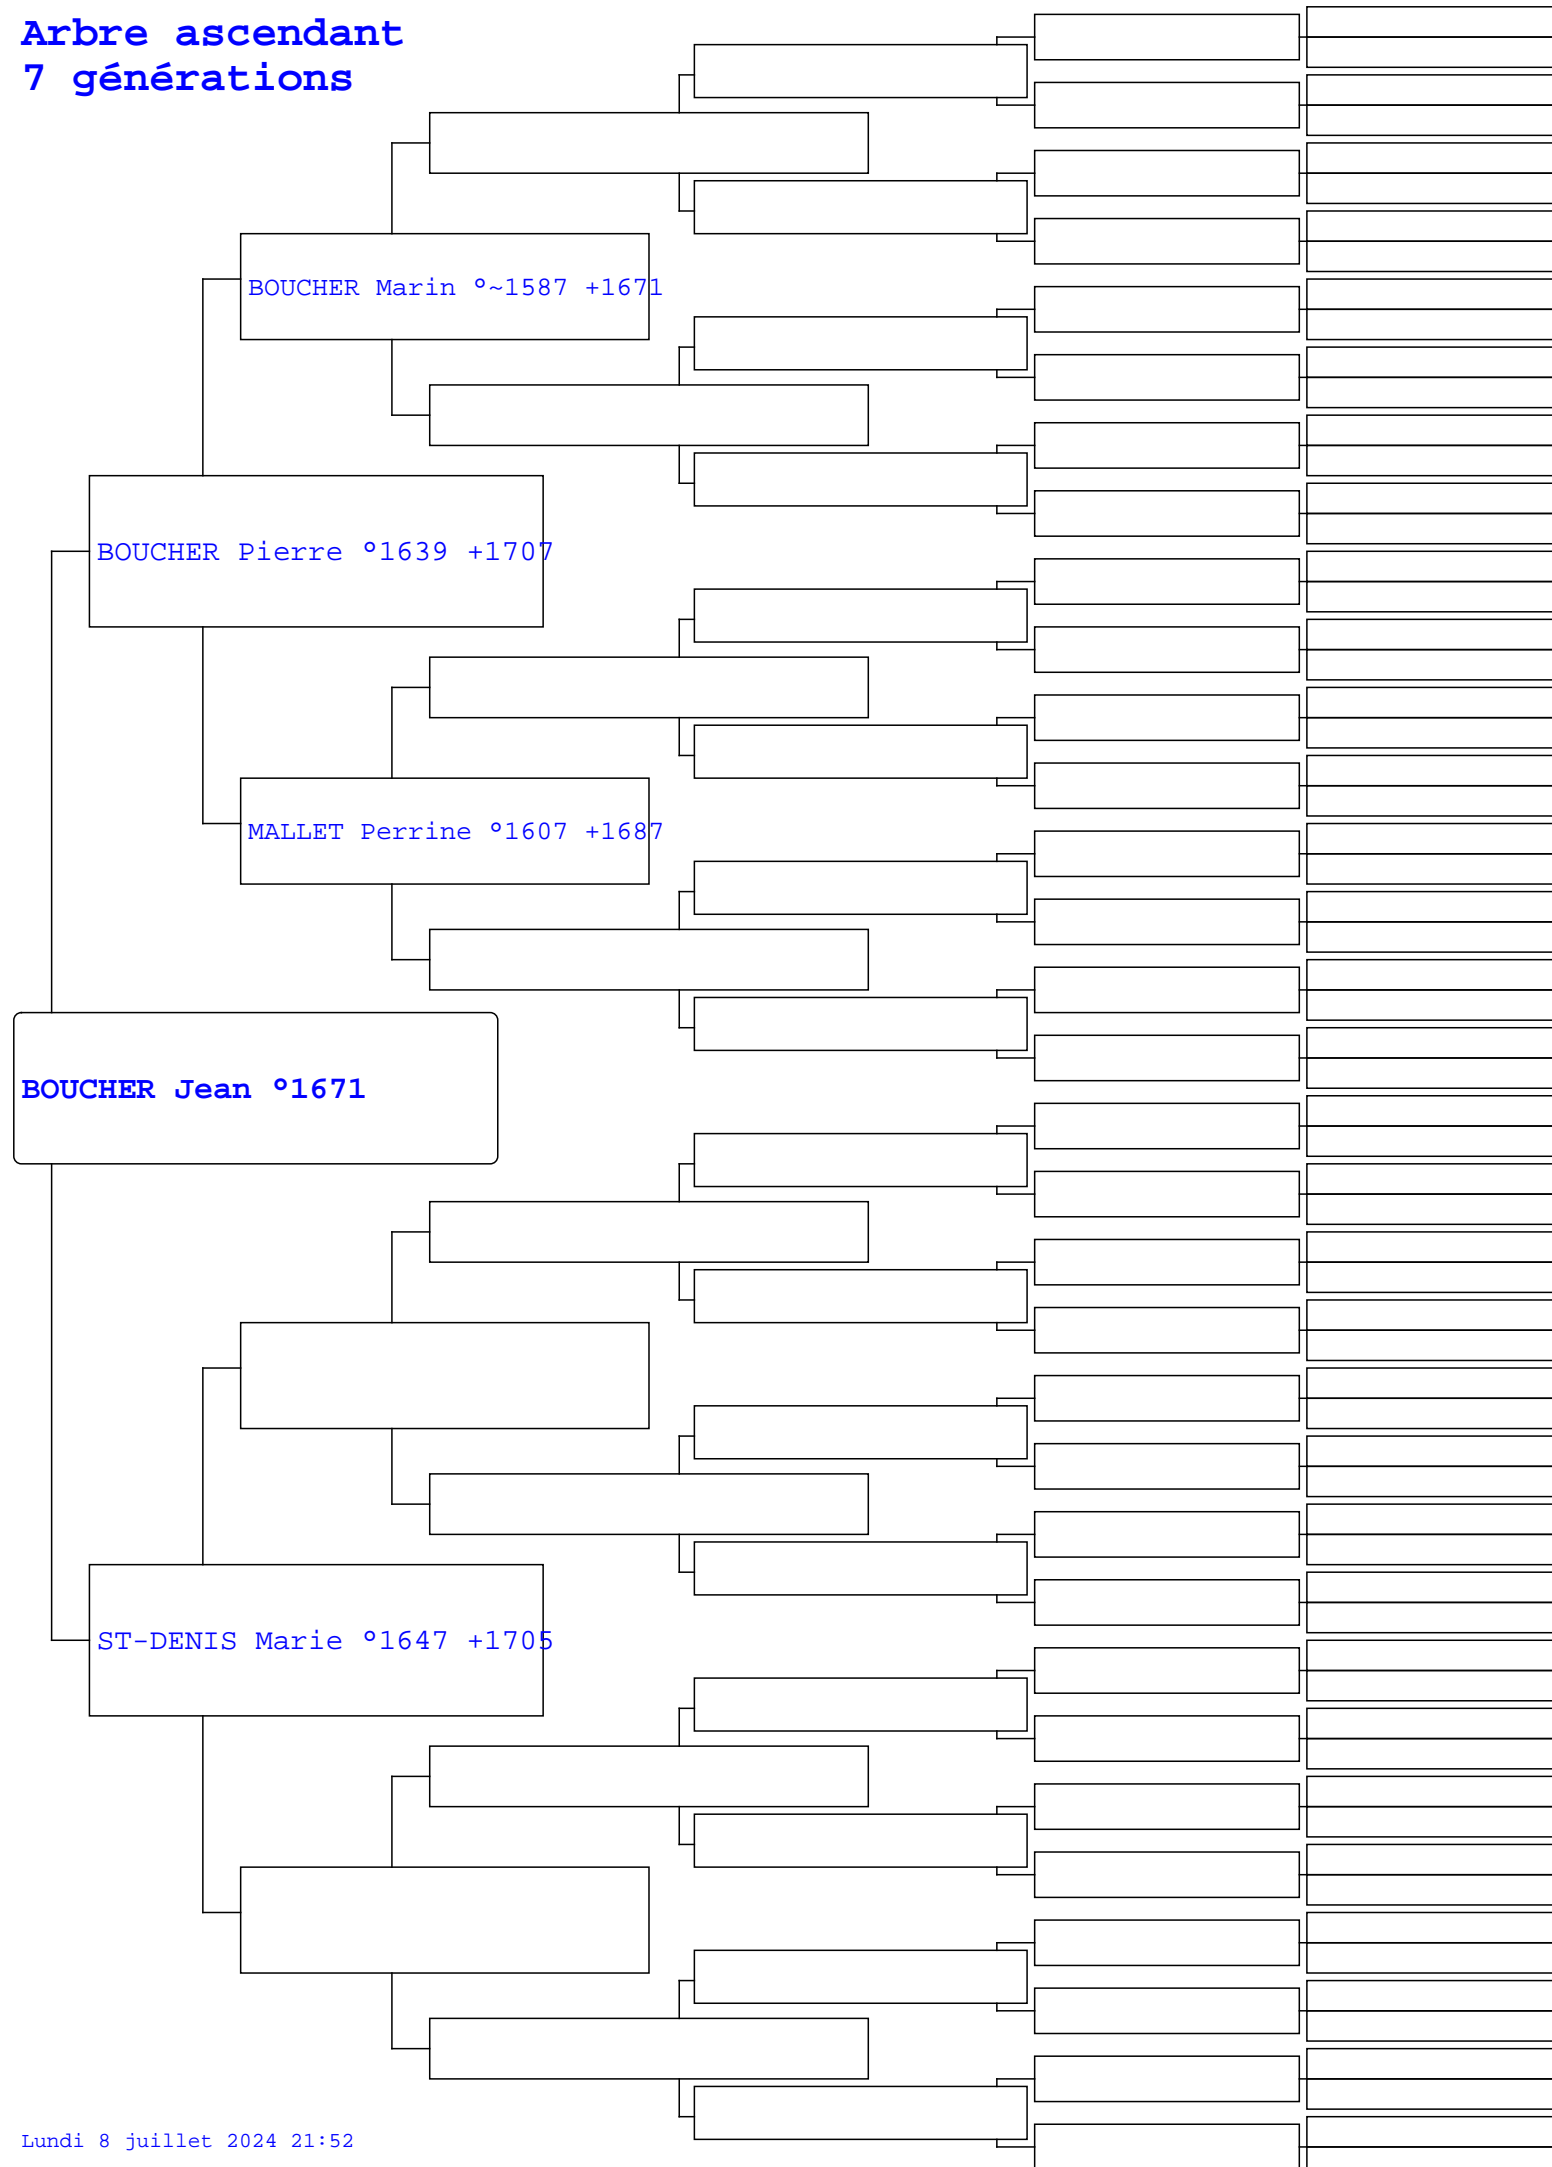 Arbre ascendant
7 générations
BOUCHER Marin °~1587 +1671
BOUCHER Pierre °1639 +1707
MALLET Perrine °1607 +1687
BOUCHER Jean °1671
ST-DENIS Marie °1647 +1705
Lundi 8 juillet 2024 21:52